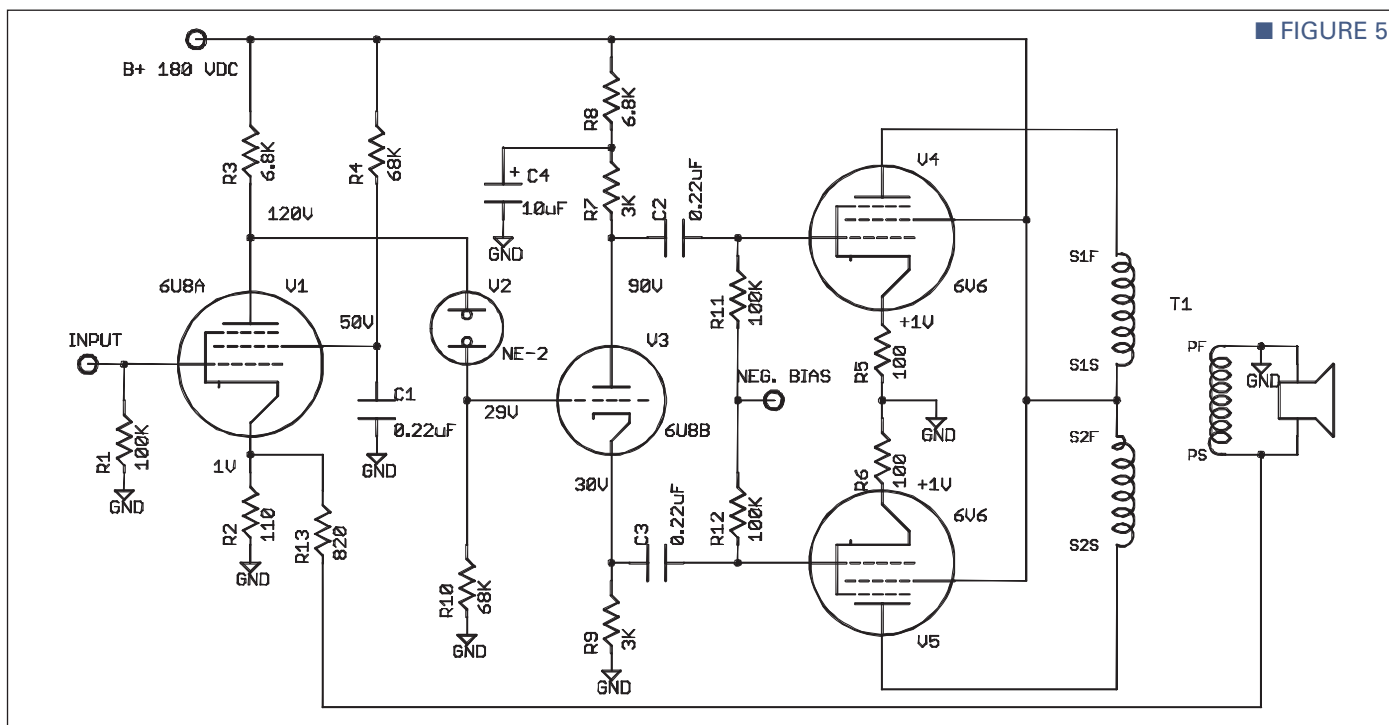 ■ FIGURE 5
B+ 180 VDC
R3
6.8K
R4
68K
R8
6.8K
C4
+
10uF
GND
R7
3K
C2
0.22uF
V4
120V
6U8A
V1
V2
NE-2
50V
INPUT
R1
100K
GND
C1
0.22uF
GND
1V
R2
110
GND
R13
820
29V
R10
68K
GND
90V
V3
6U8B
30V
C3
0.22uF
R9
3K
GND
R11
100K
NEG. BIAS
R12
100K
6V6
+1V
R5
100
GND
R6
100
+1V
6V6
V5
S1F
S1S
T1
S2F
S2S
PF
GND
PS